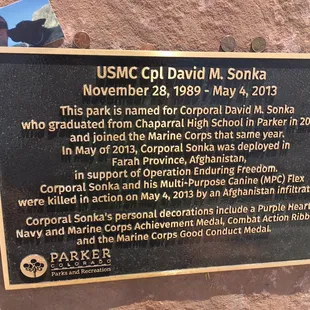 USMC Cpl David M. Sonka
November 28, 1989 - May 4, 2013
This park is named for Corporal David M. Sonka
who graduated from Chaparral High School in Parker in
and joined the Marine Corps that same year.
In May of 2013, Corporal Sonka was deployed in
Farah Province, Afghanistan,
in support of Operation Enduring Freedom.
Corporal Sonka and his Multi-Purpose Canine (MPC) Flex
were killed in action on May 4, 2013 by an Afghanistan
Corporal Sonka's personal decorations include a Purple Heart
Navy and Marine Corps Achievement Medal, Combat Action
and the Marine Corps Good Conduct Medal.
PARKER
COLORADO
Parks and Recreation